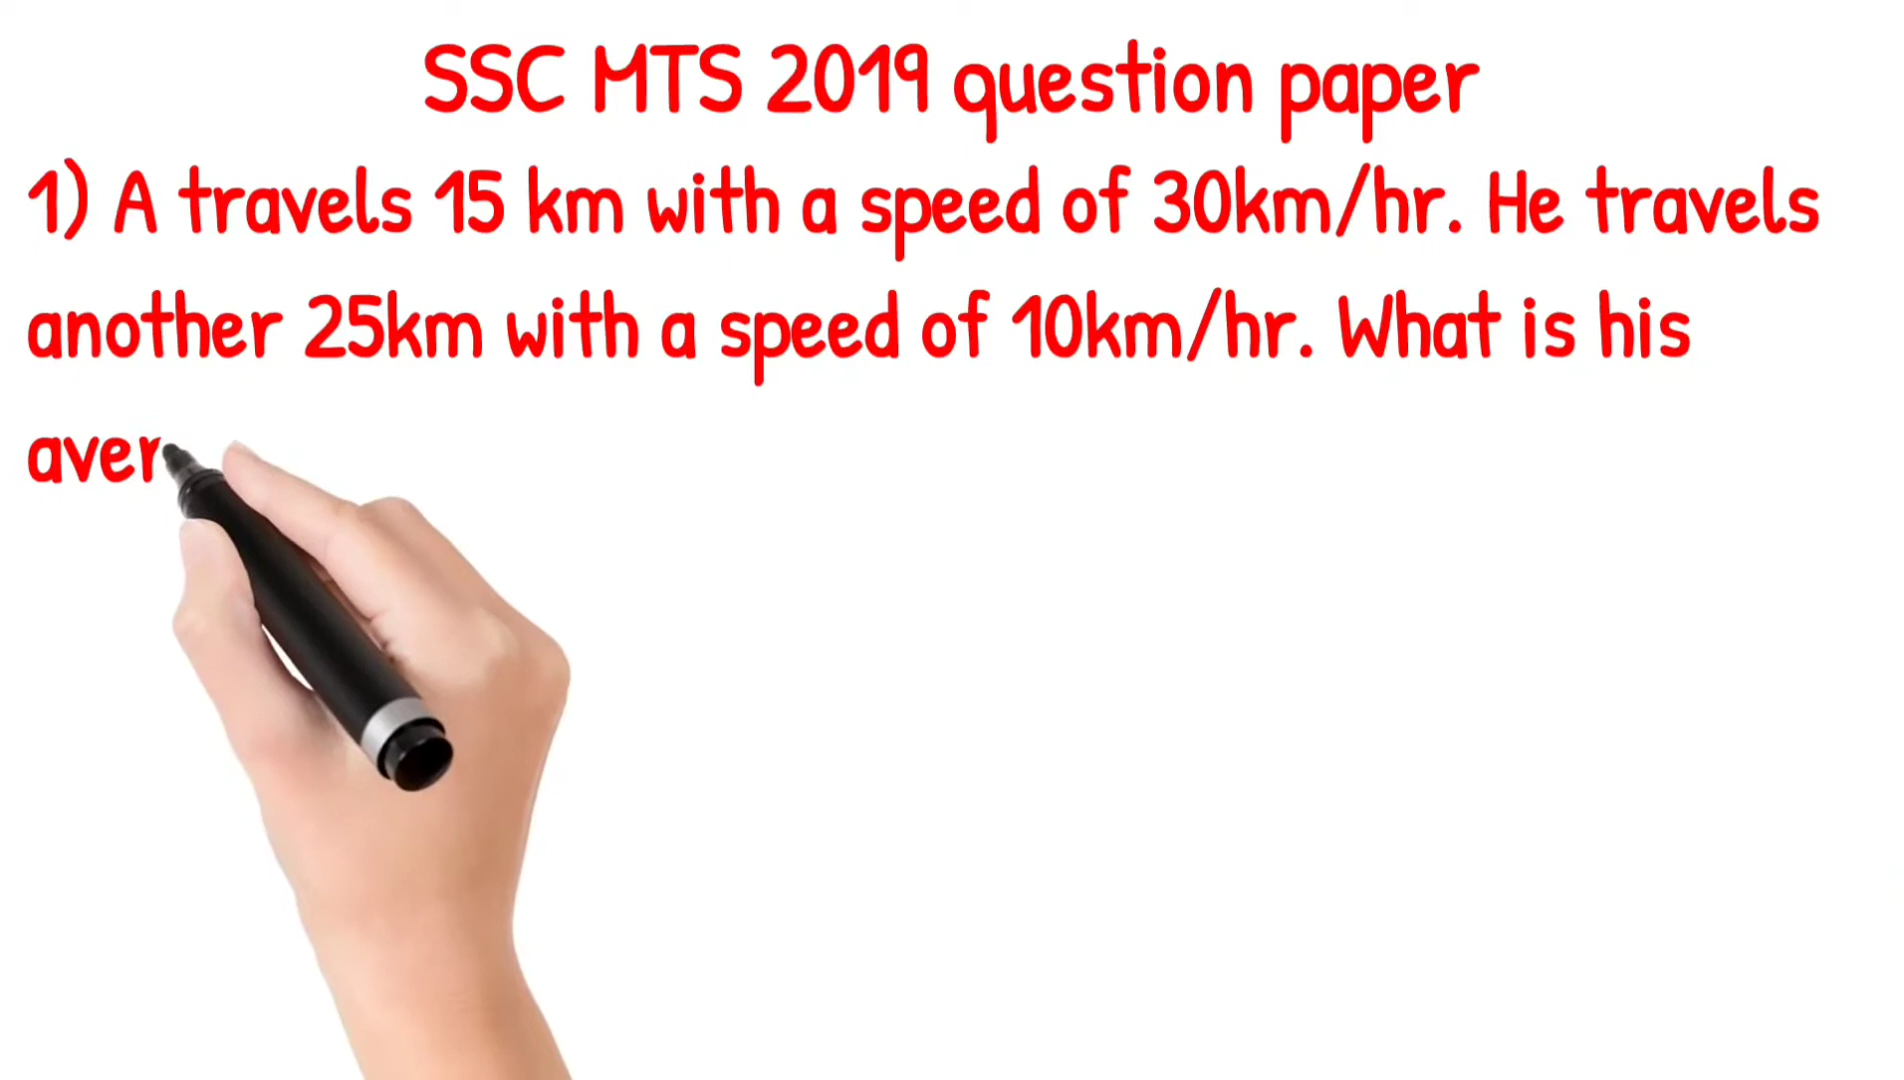 SSC MTS 2019 question paper
1) A travels 15 km with a speed of 30km/hr. He travels
another 25km with a speed of 10km/hr. What is his
aver